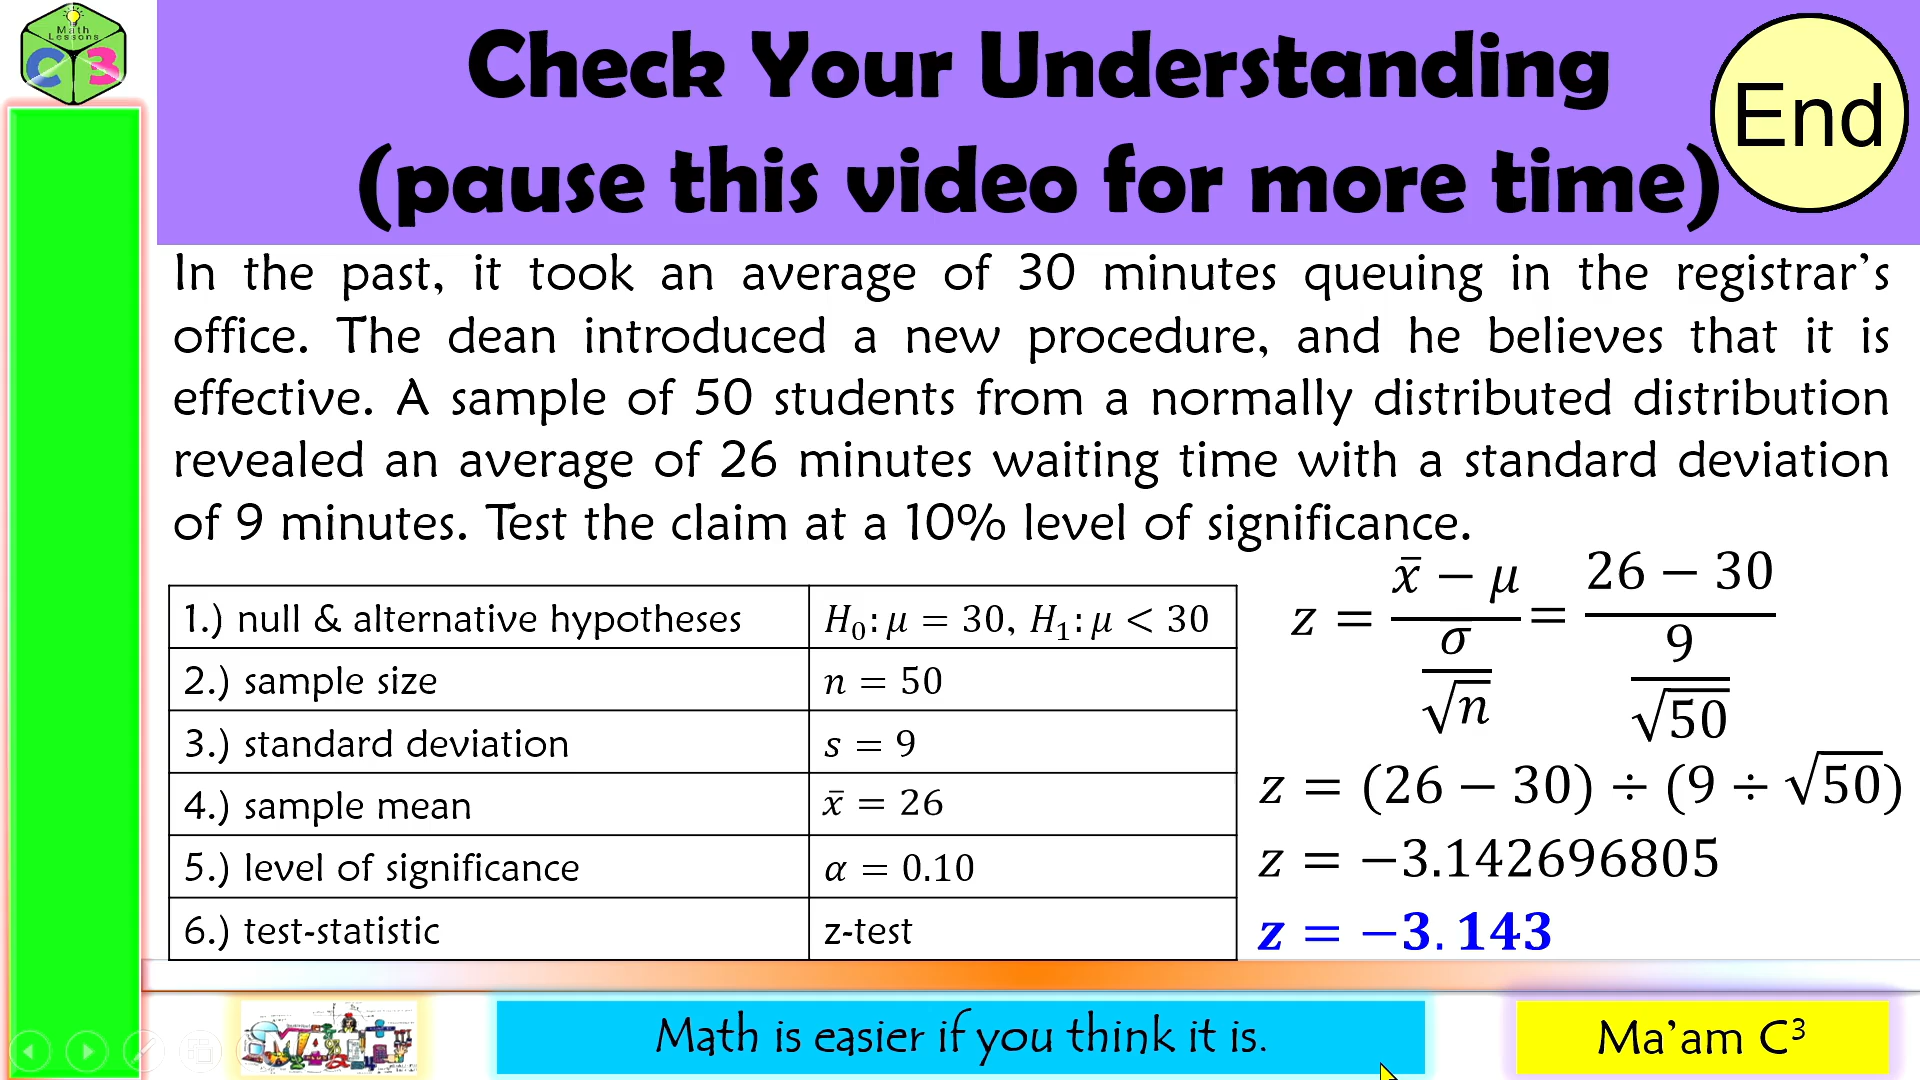 Math
Lessons
C 3
Check Your Understanding
(pause this video for more time)
End
In the past, it took an average of 30 minutes queuing in the registrar's
office. The dean introduced a new procedure, and he believes that it is
effective. A sample of 50 students from a normally distributed distribution
revealed an average of 26 minutes waiting time with a standard deviation
of 9 minutes. Test the claim at a 10% level of significance.
1.) null & alternative hypotheses H₀: μ = 30, H₁: μ < 30
2.) sample size n = 50
3.) standard deviation s = 9
4.) sample mean x̄ = 26
5.) level of significance α = 0.10
6.) test-statistic z-test
z = (x̄ − μ)/(σ/√n) = (26 − 30)/(9/√50)
z = (26 − 30) ÷ (9 ÷ √50)
z = −3.142696805
z = −3.143
MATH
Math is easier if you think it is.
Ma'am C³